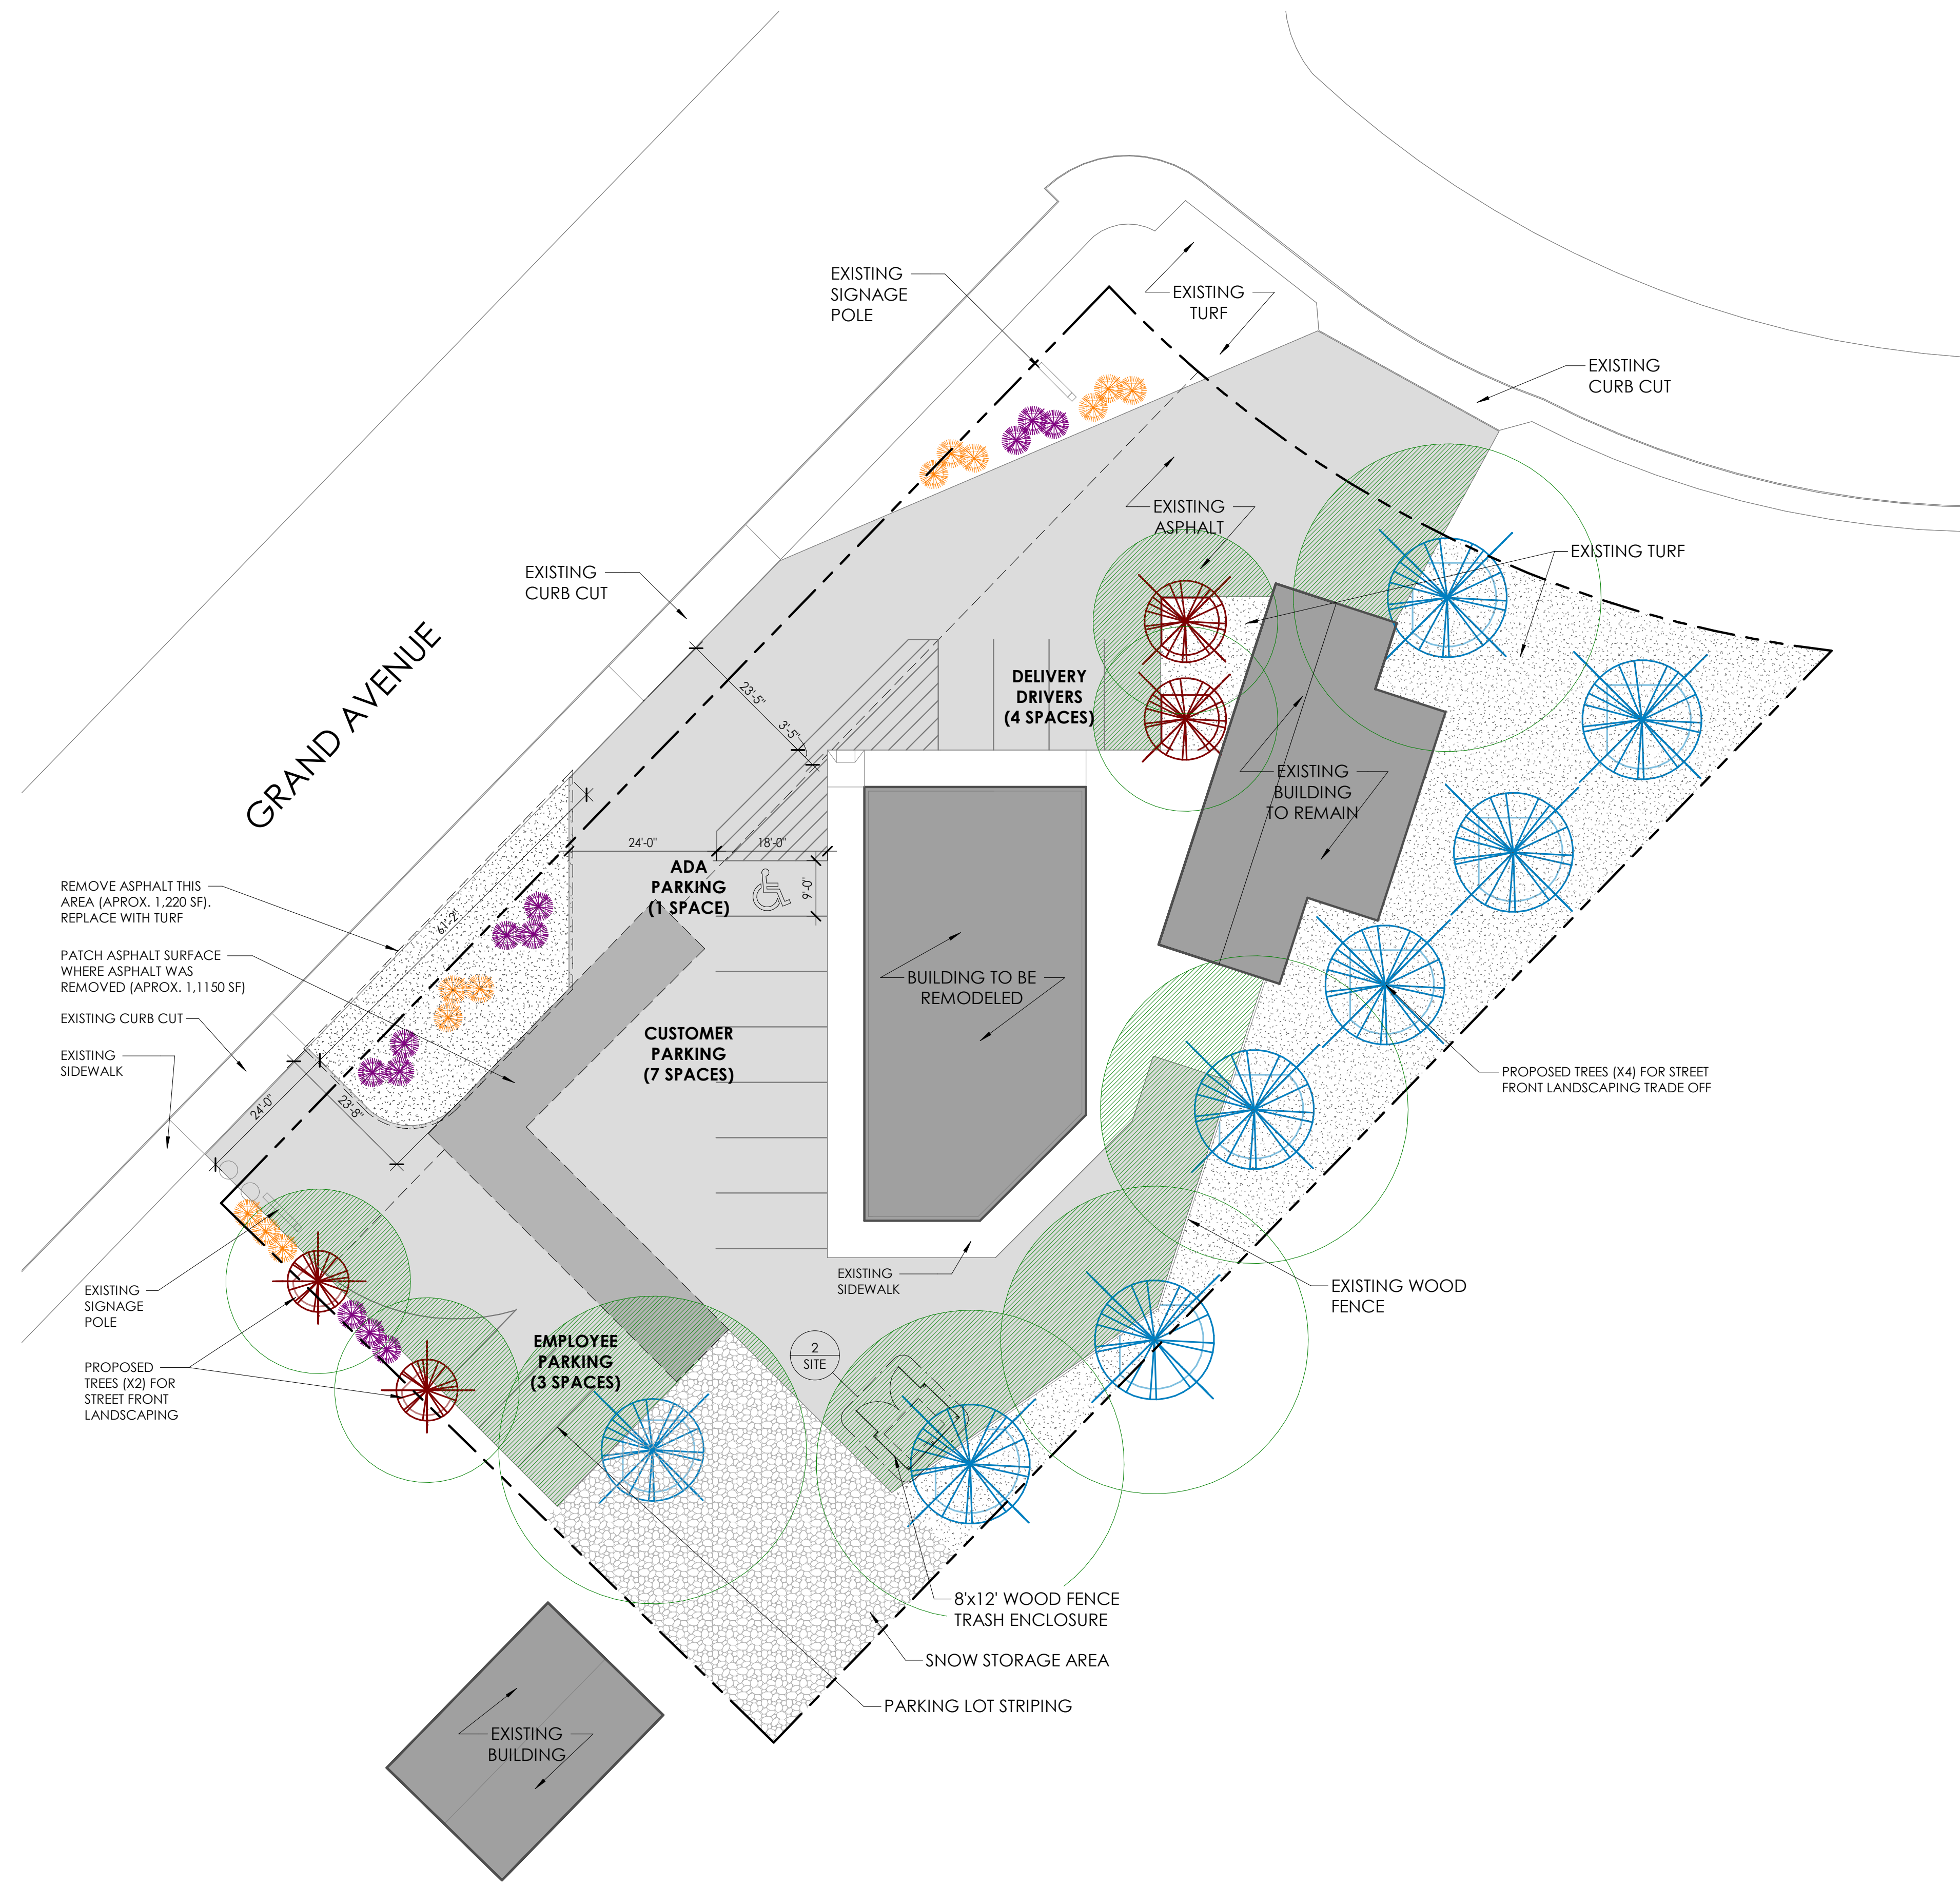 EXISTING
SIGNAGE
POLE
EXISTING
TURF
EXISTING
CURB CUT
EXISTING
ASPHALT
EXISTING TURF
EXISTING
CURB CUT
GRAND AVENUE
23'-5"
3'-5"
DELIVERY
DRIVERS
(4 SPACES)
EXISTING
BUILDING
TO REMAIN
24'-0"
18'-0"
ADA
PARKING
(1 SPACE)
9'-0"
REMOVE ASPHALT THIS
AREA (APROX. 1,220 SF).
REPLACE WITH TURF
61'-2"
PATCH ASPHALT SURFACE
WHERE ASPHALT WAS
REMOVED (APROX. 1,1150 SF)
BUILDING TO BE
REMODELED
EXISTING CURB CUT
CUSTOMER
PARKING
(7 SPACES)
EXISTING
SIDEWALK
PROPOSED TREES (X4) FOR STREET
FRONT LANDSCAPING TRADE OFF
24'-0"
23'-8"
EXISTING
SIDEWALK
EXISTING WOOD
FENCE
EXISTING
SIGNAGE
POLE
EMPLOYEE
PARKING
(3 SPACES)
2
SITE
PROPOSED
TREES (X2) FOR
STREET FRONT
LANDSCAPING
8'x12' WOOD FENCE
TRASH ENCLOSURE
SNOW STORAGE AREA
PARKING LOT STRIPING
EXISTING
BUILDING